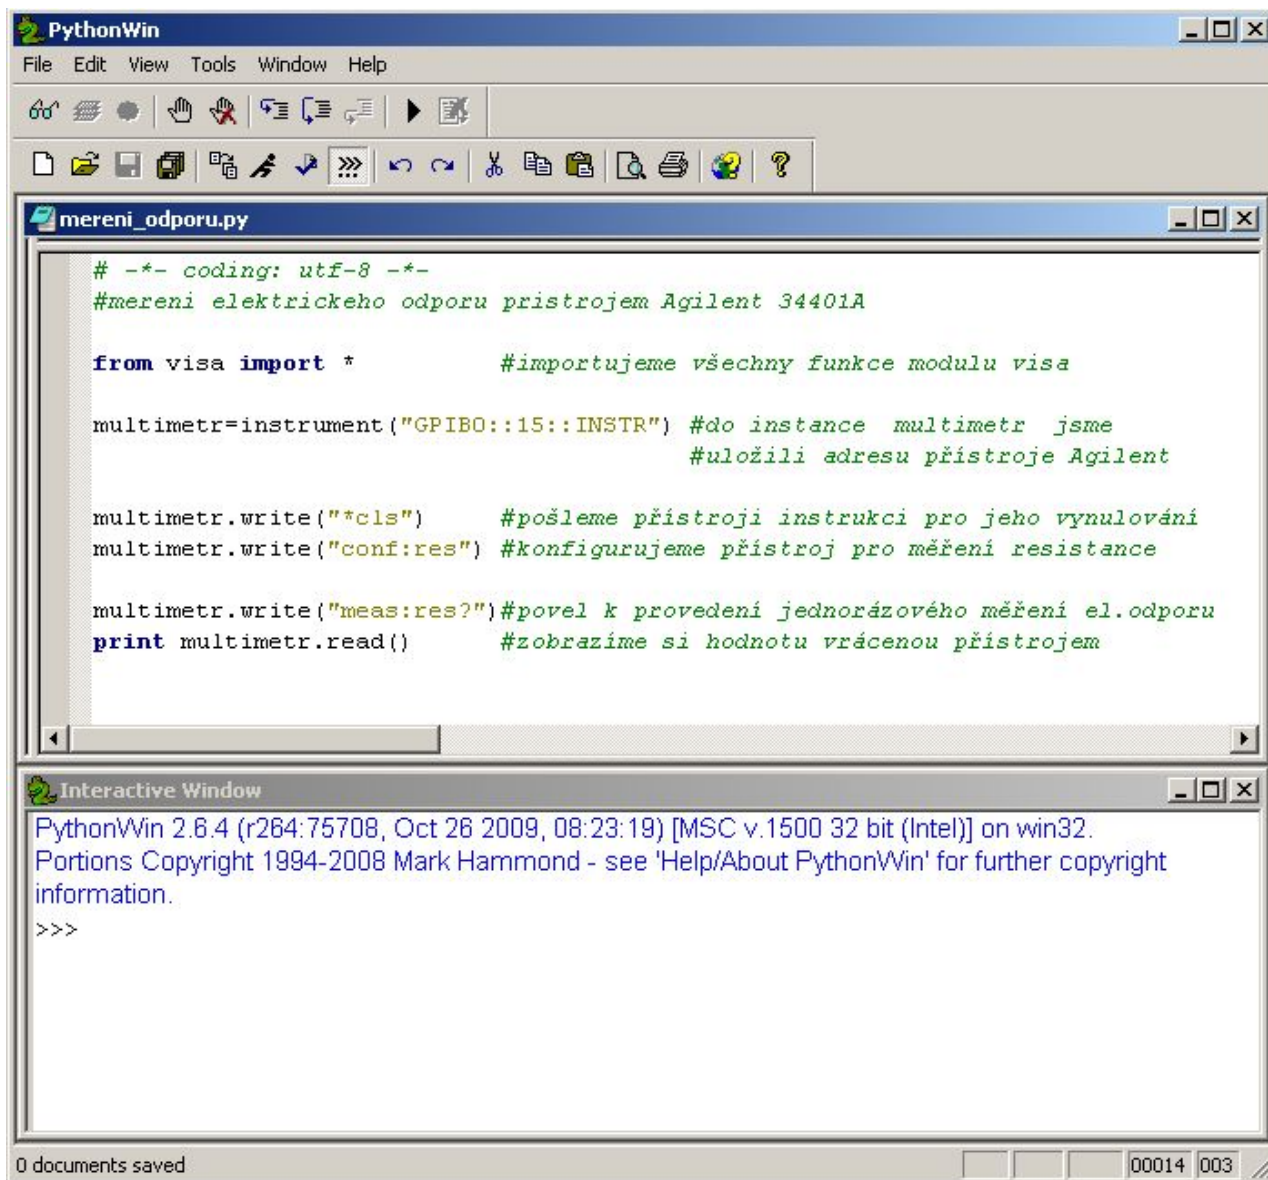 PythonWin
File Edit View Tools Window Help
mereni_odporu.py
# -*- coding: utf-8 -*-
#mereni elektrickeho odporu pristrojem Agilent 34401A
from visa import * #importujeme všechny funkce modulu visa
multimetr=instrument("GPIB0::15::INSTR") #do instance multimetr jsme
#uložili adresu přístroje Agilent
multimetr.write("*cls") #pošleme přístroji instrukci pro jeho vynulování
multimetr.write("conf:res") #konfigurujeme přístroj pro měření resistance
multimetr.write("meas:res?")#povel k provedení jednorázového měření el.odporu
print multimetr.read() #zobrazíme si hodnotu vrácenou přístrojem
Interactive Window
PythonWin 2.6.4 (r264:75708, Oct 26 2009, 08:23:19) [MSC v.1500 32 bit (Intel)] on win32.
Portions Copyright 1994-2008 Mark Hammond - see 'Help/About PythonWin' for further copyright
information.
>>>
0 documents saved 00014 003